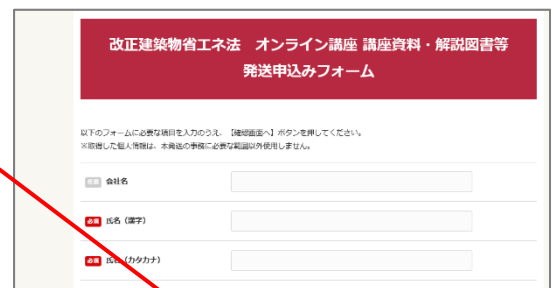 改正建築物省エネ法　オンライン講座 講座資料・解説図書等
発送申込みフォーム
以下のフォームに必要な項目を入力のうえ、【確認画面へ】ボタンを押してください。
※取得した個人情報は、本発送の事務に必要な範囲以外使用しません。
任意 会社名
必須 氏名（漢字）
必須 氏名（カタカナ）